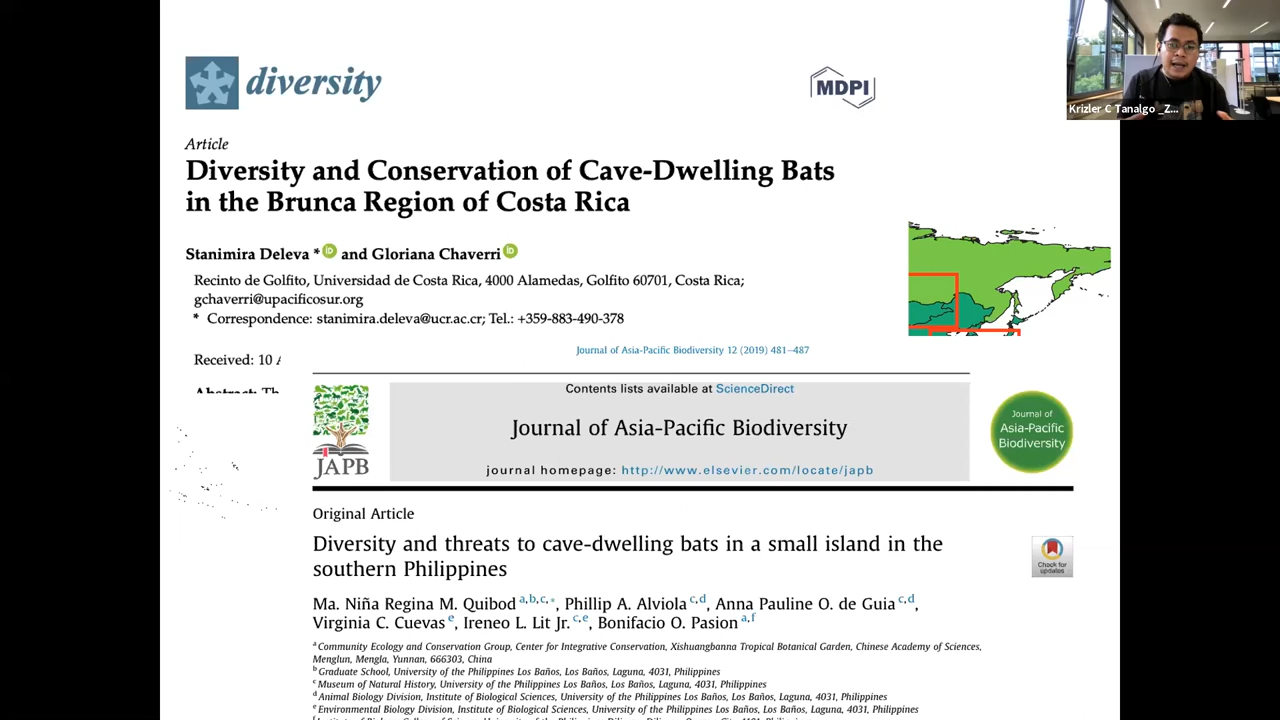 diversity
MDPI
Krizler C Tanalgo _Z...
Article
Diversity and Conservation of Cave-Dwelling Bats
in the Brunca Region of Costa Rica
Stanimira Deleva * iD and Gloriana Chaverri iD
Recinto de Golfito, Universidad de Costa Rica, 4000 Alamedas, Golfito 60701, Costa Rica;
gchaverri@upacificosur.org
* Correspondence: stanimira.deleva@ucr.ac.cr; Tel.: +359-883-490-378
Received: 10
Journal of Asia-Pacific Biodiversity 12 (2019) 481–487
Contents lists available at ScienceDirect
Journal of Asia-Pacific Biodiversity
journal homepage: http://www.elsevier.com/locate/japb
JAPB
Journal of
Asia-Pacific
Biodiversity
Original Article
Diversity and threats to cave-dwelling bats in a small island in the
southern Philippines
Check for
updates
Ma. Niña Regina M. Quibod a,b,c,*, Phillip A. Alviola c,d, Anna Pauline O. de Guia c,d,
Virginia C. Cuevas e, Ireneo L. Lit Jr. c,e, Bonifacio O. Pasion a,f
a Community Ecology and Conservation Group, Center for Integrative Conservation, Xishuangbanna Tropical Botanical Garden, Chinese Academy of Sciences,
Menglun, Mengla, Yunnan, 666303, China
b Graduate School, University of the Philippines Los Baños, Los Baños, Laguna, 4031, Philippines
c Museum of Natural History, University of the Philippines Los Baños, Los Baños, Laguna, 4031, Philippines
d Animal Biology Division, Institute of Biological Sciences, University of the Philippines Los Baños, Los Baños, Laguna, 4031, Philippines
e Environmental Biology Division, Institute of Biological Sciences, University of the Philippines Los Baños, Los Baños, Laguna, 4031, Philippines